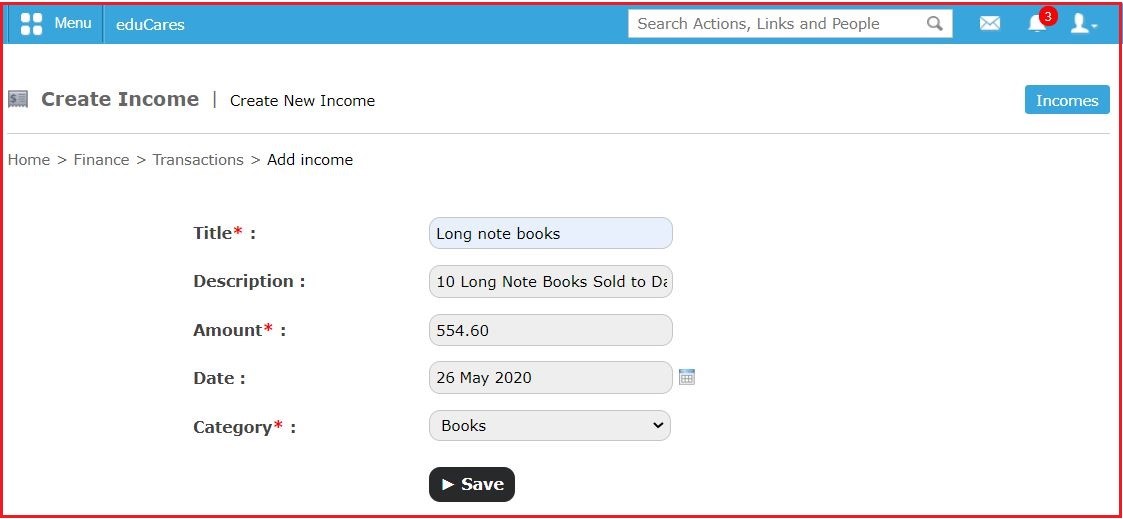 Menu eduCares Search Actions, Links and People 3
Create Income | Create New Income Incomes
Home > Finance > Transactions > Add income
Title* : Long note books
Description : 10 Long Note Books Sold to Da
Amount* : 554.60
Date : 26 May 2020
Category* : Books
Save